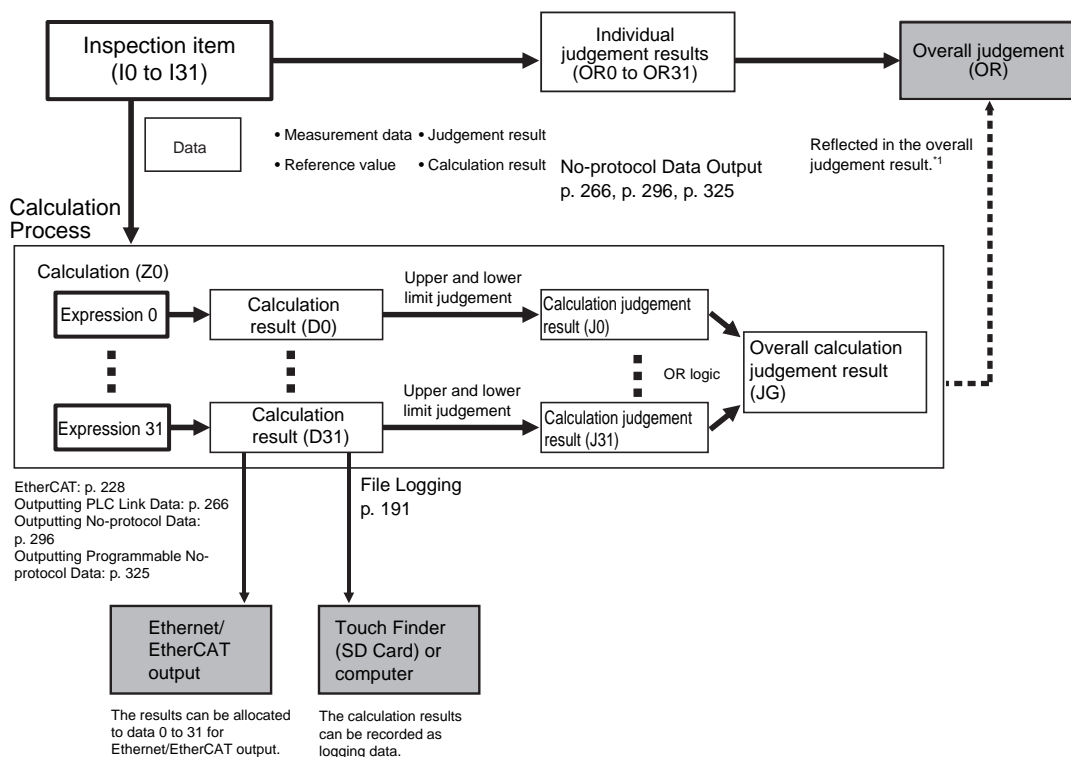 Inspection item
(I0 to I31)
Individual
judgement results
(OR0 to OR31)
Overall judgement
(OR)
Data
• Measurement data • Judgement result
• Reference value • Calculation result
No-protocol Data Output
p. 266, p. 296, p. 325
Reflected in the overall
judgement result.*1
Calculation
Process
Calculation (Z0)
Expression 0
Calculation
result (D0)
Upper and lower
limit judgement
Calculation judgement
result (J0)
OR logic
Overall calculation
judgement result
(JG)
Expression 31
Calculation
result (D31)
Upper and lower
limit judgement
Calculation judgement
result (J31)
EtherCAT: p. 228
Outputting PLC Link Data: p. 266
Outputting No-protocol Data:
p. 296
Outputting Programmable No-
protocol Data: p. 325
File Logging
p. 191
Ethernet/
EtherCAT
output
Touch Finder
(SD Card) or
computer
The results can be allocated
to data 0 to 31 for
Ethernet/EtherCAT output.
The calculation results
can be recorded as
logging data.